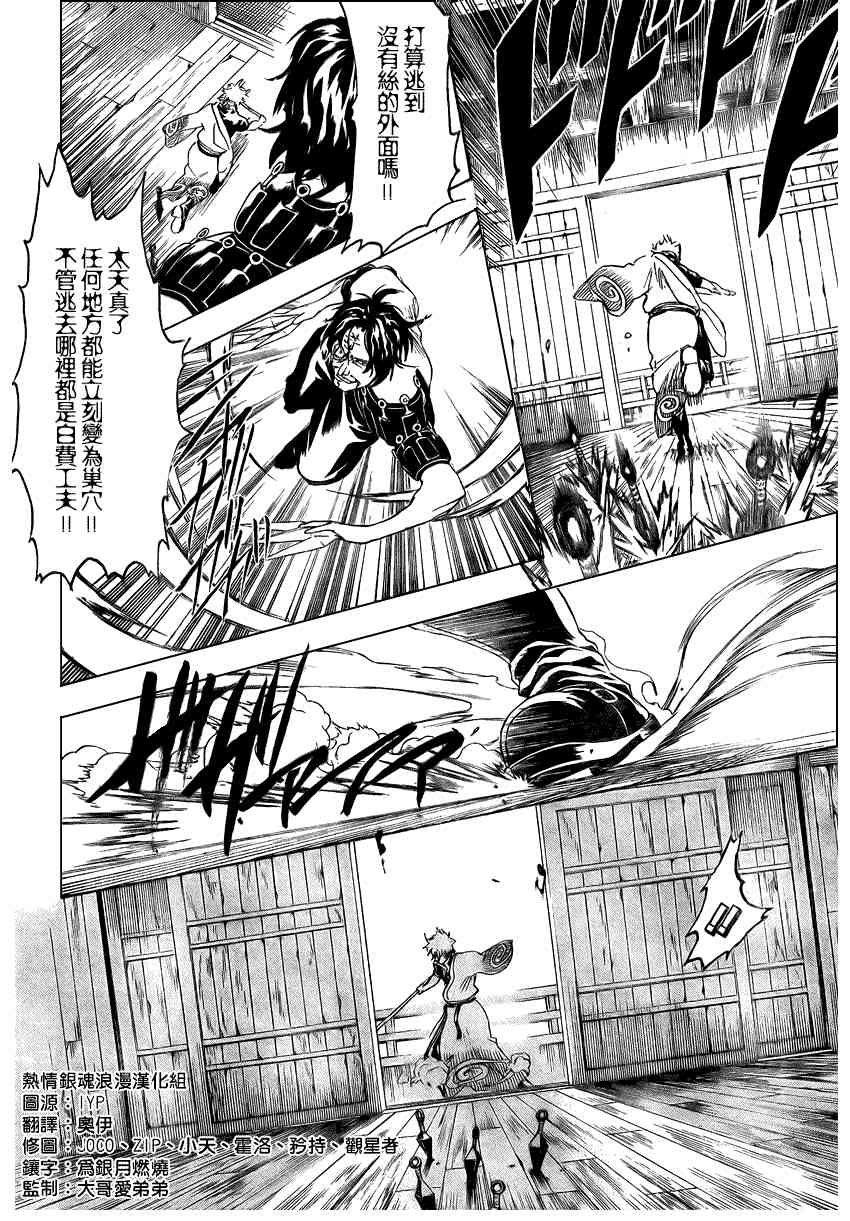 ドドドド
打算逃到
沒有絲的外面嗎!!
太天真了
任何地方都能立刻變為巢穴!!
不管逃去哪裡都是白費工夫!!
!!
熱情銀魂浪漫漢化組
圖源：IYP
翻譯：奧伊
修圖：JOCO、ZIP、小天、霍洛、矜持、觀星者
鑲字：為銀月燃燒
監制：大哥愛弟弟